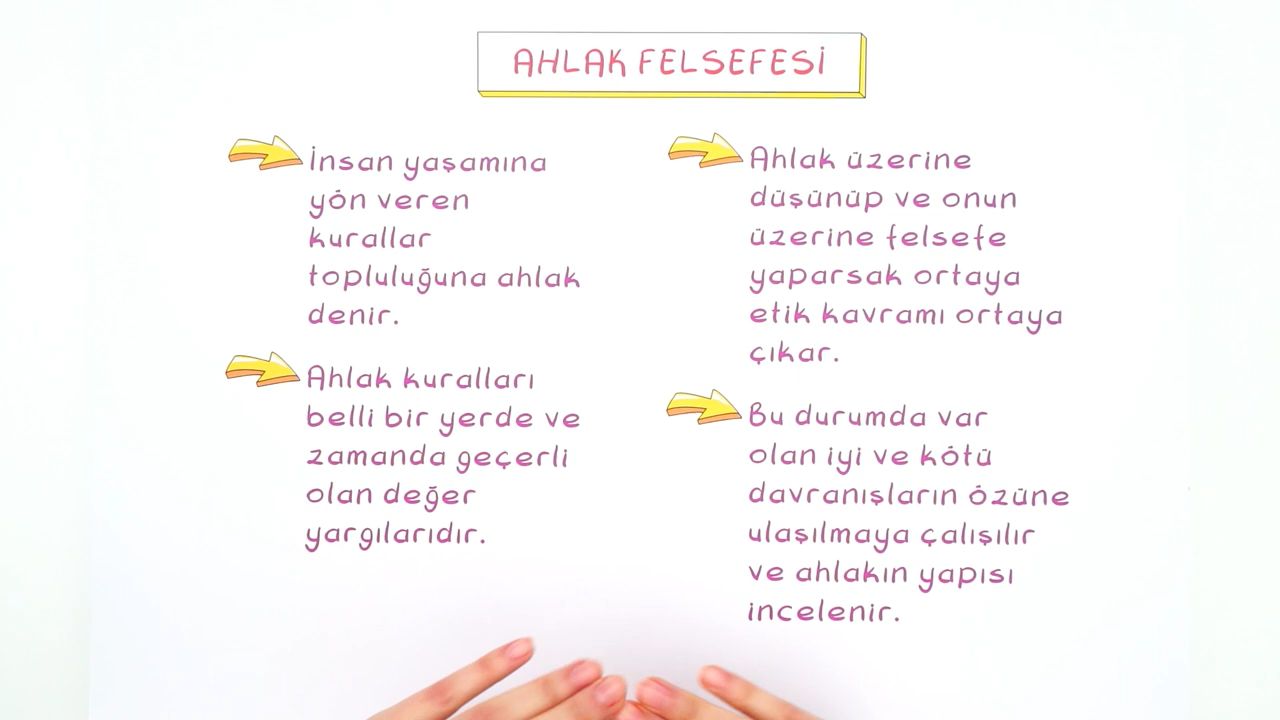 AHLAK FELSEFESİ
İnsan yaşamına
yön veren
kurallar
topluluğuna ahlak
denir.
Ahlak kuralları
belli bir yerde ve
zamanda geçerli
olan değer
yargılarıdır.
Ahlak üzerine
düşünüp ve onun
üzerine felsefe
yaparsak ortaya
etik kavramı ortaya
çıkar.
Bu durumda var
olan iyi ve kötü
davranışların özüne
ulaşılmaya çalışılır
ve ahlakın yapısı
incelenir.